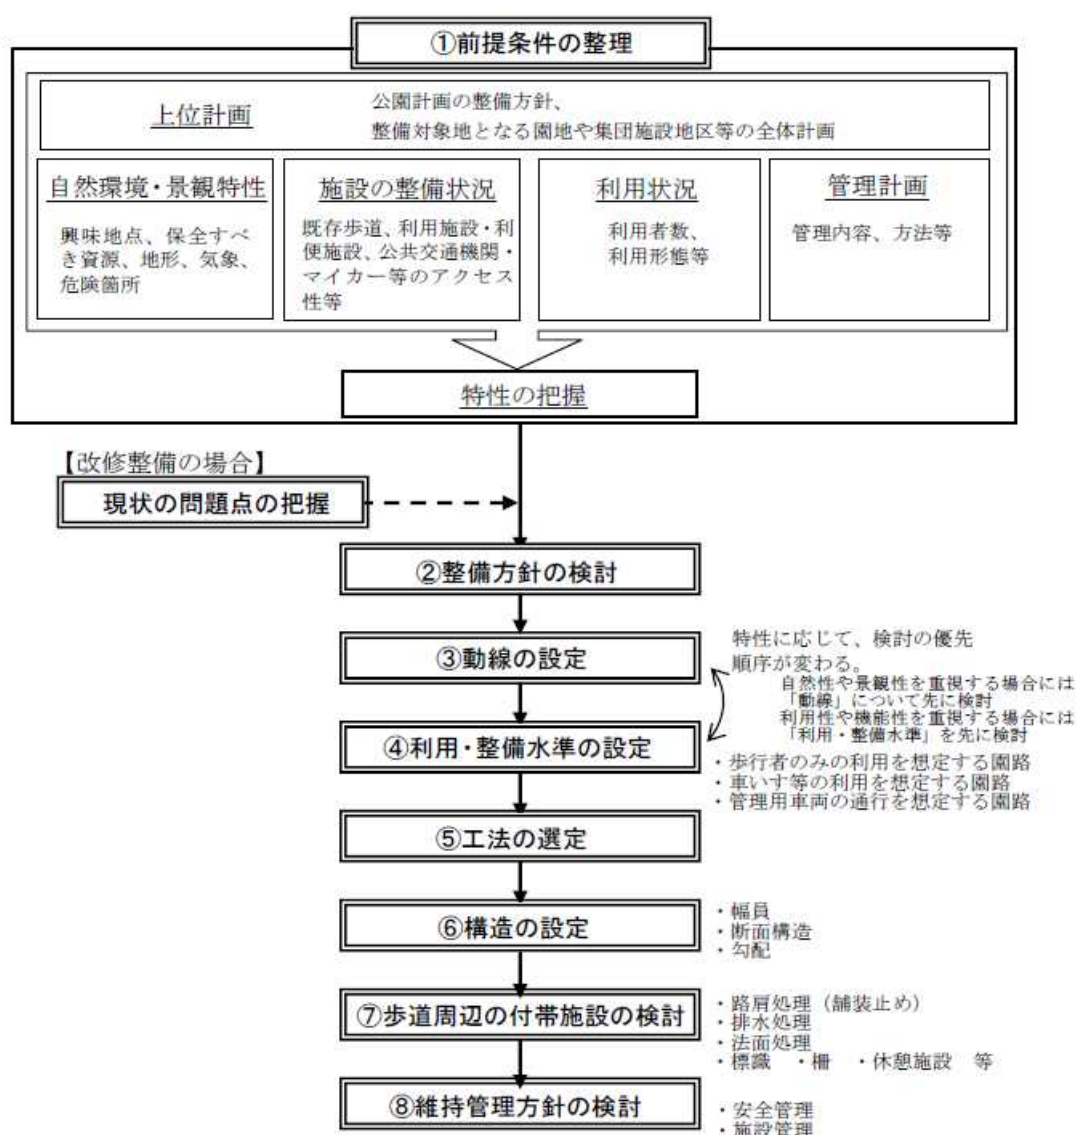 ①前提条件の整理
上位計画
公園計画の整備方針、
整備対象地となる園地や集団施設地区等の全体計画
自然環境・景観特性
興味地点、保全すべ
き資源、地形、気象、
危険箇所
施設の整備状況
既存歩道、利用施設・利
便施設、公共交通機関・
マイカー等のアクセス
性等
利用状況
利用者数、
利用形態等
管理計画
管理内容、方法等
特性の把握
【改修整備の場合】
現状の問題点の把握
②整備方針の検討
③動線の設定
特性に応じて、検討の優先
順序が変わる。
自然性や景観性を重視する場合には
「動線」について先に検討
利用性や機能性を重視する場合には
「利用・整備水準」を先に検討
④利用・整備水準の設定
・歩行者のみの利用を想定する園路
・車いす等の利用を想定する園路
・管理用車両の通行を想定する園路
⑤工法の選定
⑥構造の設定
・幅員
・断面構造
・勾配
⑦歩道周辺の付帯施設の検討
・路肩処理（舗装止め）
・排水処理
・法面処理
・標識　・柵　・休憩施設　等
⑧維持管理方針の検討
・安全管理
・施設管理